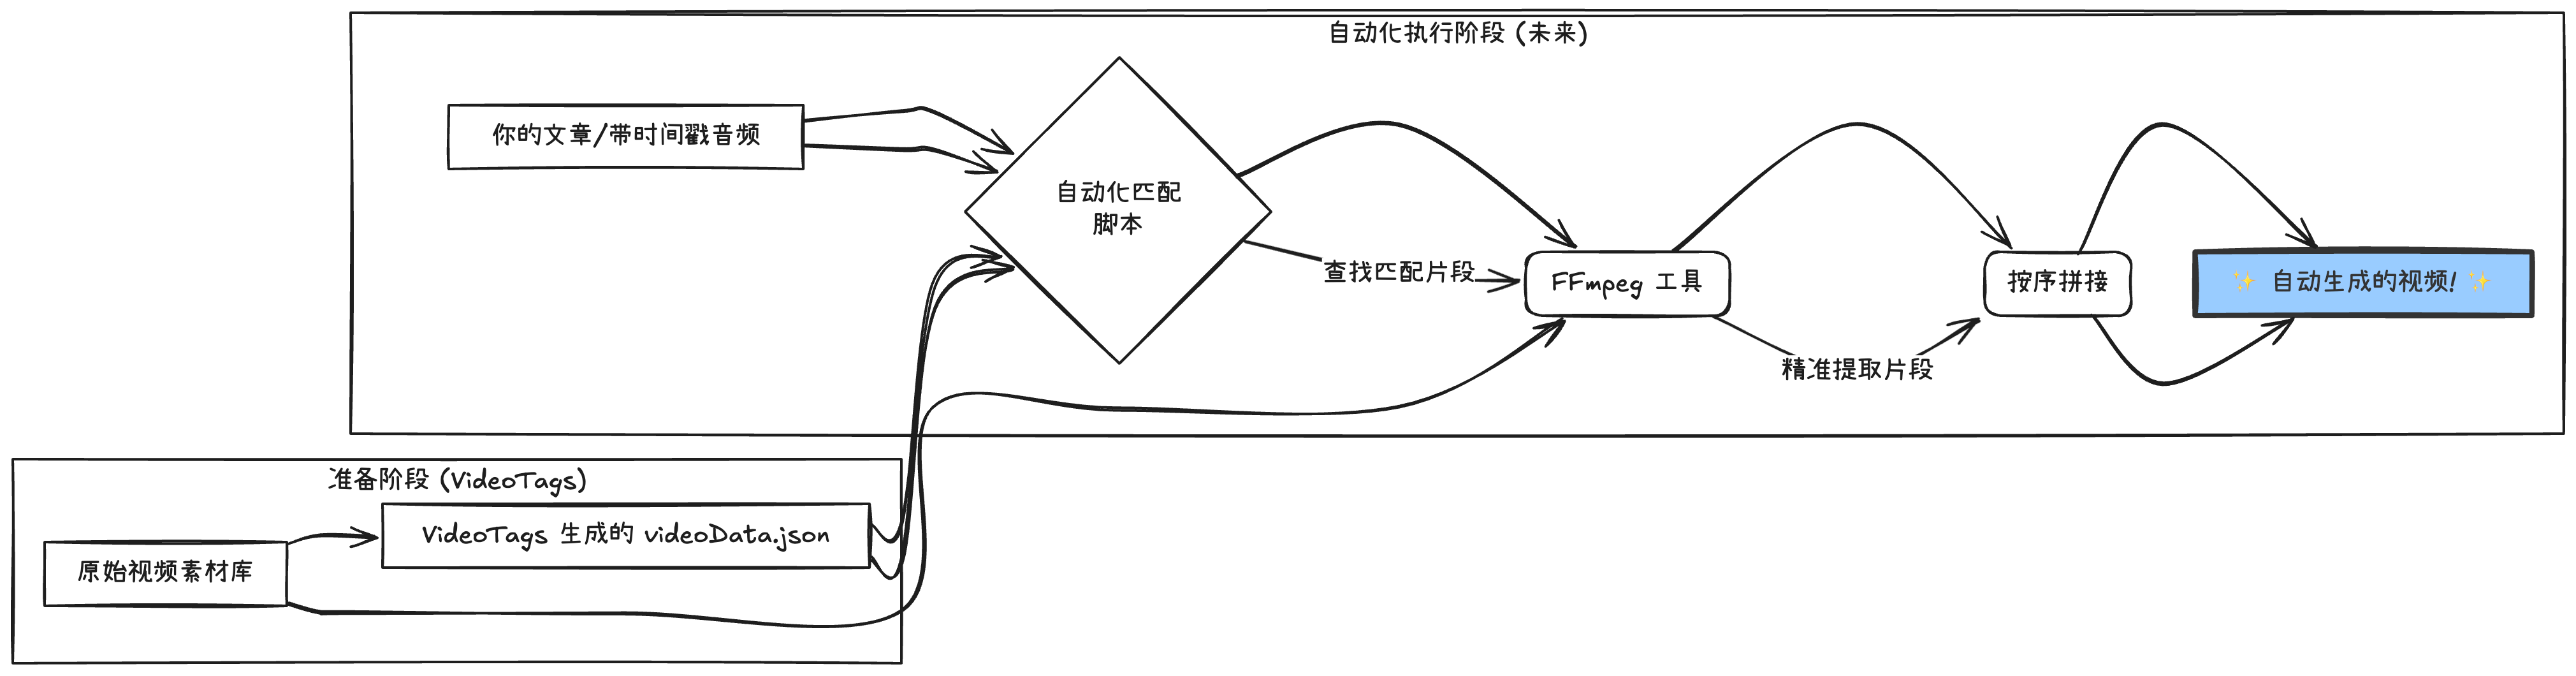 自动化执行阶段 (未来)
你的文章/带时间戳音频
自动化匹配
脚本
查找匹配片段
FFmpeg 工具
按序拼接
✨ 自动生成的视频! ✨
精准提取片段
准备阶段 (VideoTags)
VideoTags 生成的 videoData.json
原始视频素材库